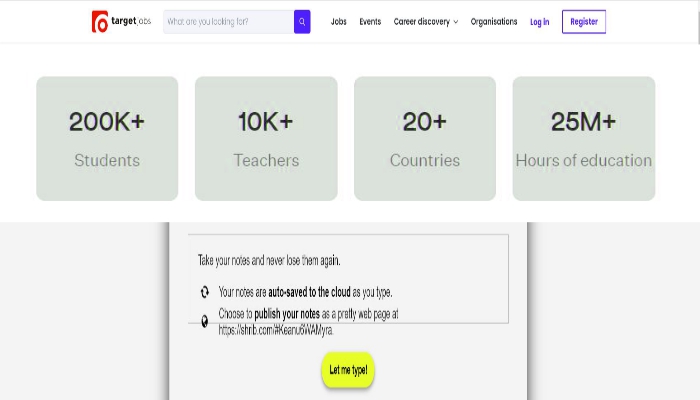 targetjobs What are you looking for? Jobs Events Career discovery Organisations Log in Register
200K+ 10K+ 20+ 25M+
Students Teachers Countries Hours of education
Take your notes and never lose them again.
Your notes are auto-saved to the cloud as you type.
Choose to publish your notes as a pretty web page at
https://shrib.com/#Keanu6WAMyra.
Let me type!